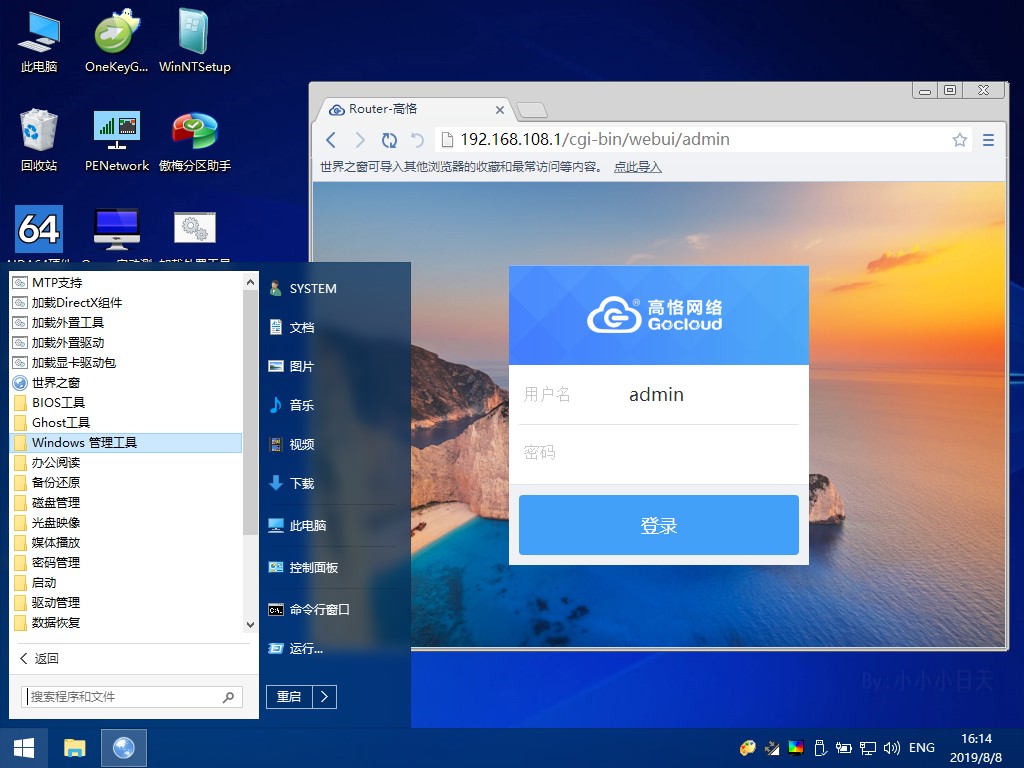 此电脑
OneKeyG...
WinNTSetup
回收站
PENetwork
傲梅分区助手
64
Router-高恪
192.168.108.1/cgi-bin/webui/admin
世界之窗可导入其他浏览器的收藏和最常访问等内容。 点此导入
高恪网络
Gocloud
用户名 admin
密码
登录
MTP支持
加载DirectX组件
加载外置工具
加载外置驱动
加载显卡驱动包
世界之窗
BIOS工具
Ghost工具
Windows 管理工具
办公阅读
备份还原
磁盘管理
光盘映像
媒体播放
密码管理
启动
驱动管理
数据恢复
返回
搜索程序和文件
SYSTEM
文档
图片
音乐
视频
下载
此电脑
控制面板
命令行窗口
运行...
重启
By: 小小小日天
ENG
16:14
2019/8/8